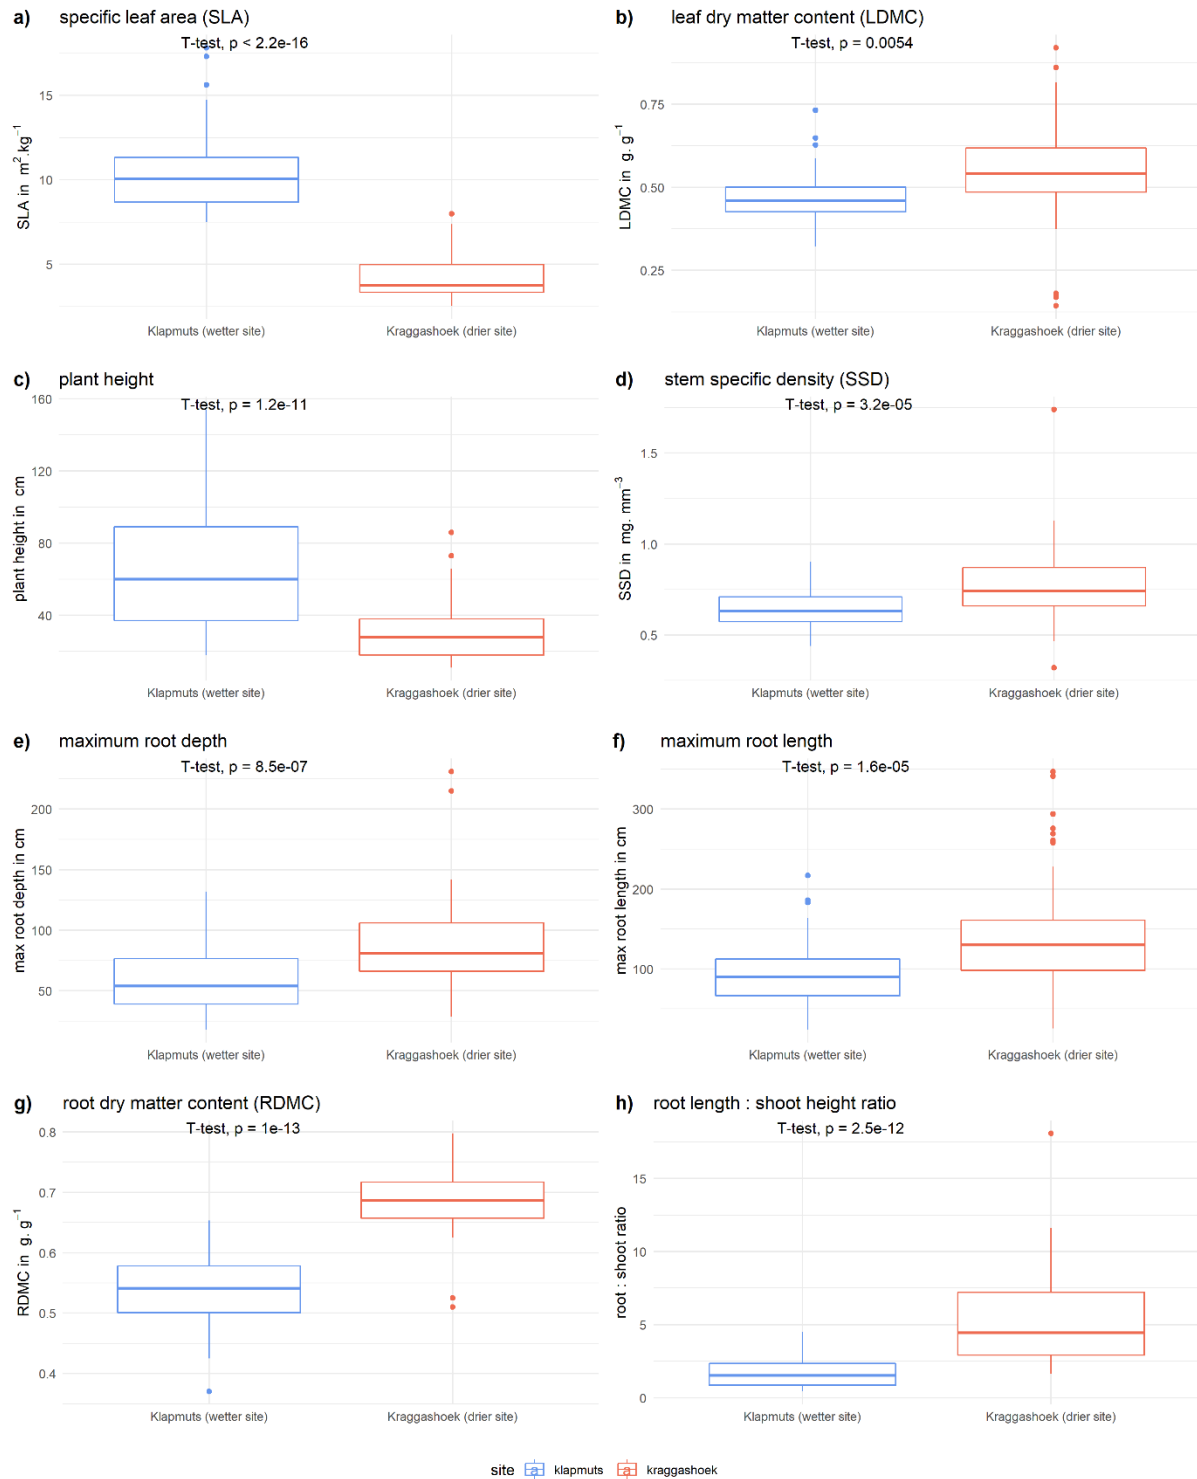 a) specific leaf area (SLA)
T-test, p < 2.2e-16
15
10
5
SLA in m².kg⁻¹
Klapmuts (wetter site)
Kraggashoek (drier site)
b) leaf dry matter content (LDMC)
T-test, p = 0.0054
0.75
0.50
0.25
LDMC in g. g⁻¹
Klapmuts (wetter site)
Kraggashoek (drier site)
c) plant height
T-test, p = 1.2e-11
160
120
80
40
plant height in cm
Klapmuts (wetter site)
Kraggashoek (drier site)
d) stem specific density (SSD)
T-test, p = 3.2e-05
1.5
1.0
0.5
SSD in mg. mm⁻³
Klapmuts (wetter site)
Kraggashoek (drier site)
e) maximum root depth
T-test, p = 8.5e-07
200
150
100
50
max root depth in cm
Klapmuts (wetter site)
Kraggashoek (drier site)
f) maximum root length
T-test, p = 1.6e-05
300
200
100
max root length in cm
Klapmuts (wetter site)
Kraggashoek (drier site)
g) root dry matter content (RDMC)
T-test, p = 1e-13
0.8
0.7
0.6
0.5
0.4
RDMC in g. g⁻¹
Klapmuts (wetter site)
Kraggashoek (drier site)
h) root length : shoot height ratio
T-test, p = 2.5e-12
15
10
5
0
root : shoot ratio
Klapmuts (wetter site)
Kraggashoek (drier site)
site a klapmuts a kraggashoek